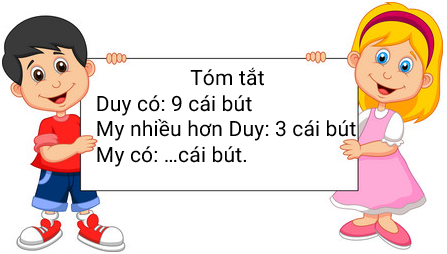 Tóm tắt
Duy có: 9 cái bút
My nhiều hơn Duy: 3 cái bút
My có: ...cái bút.